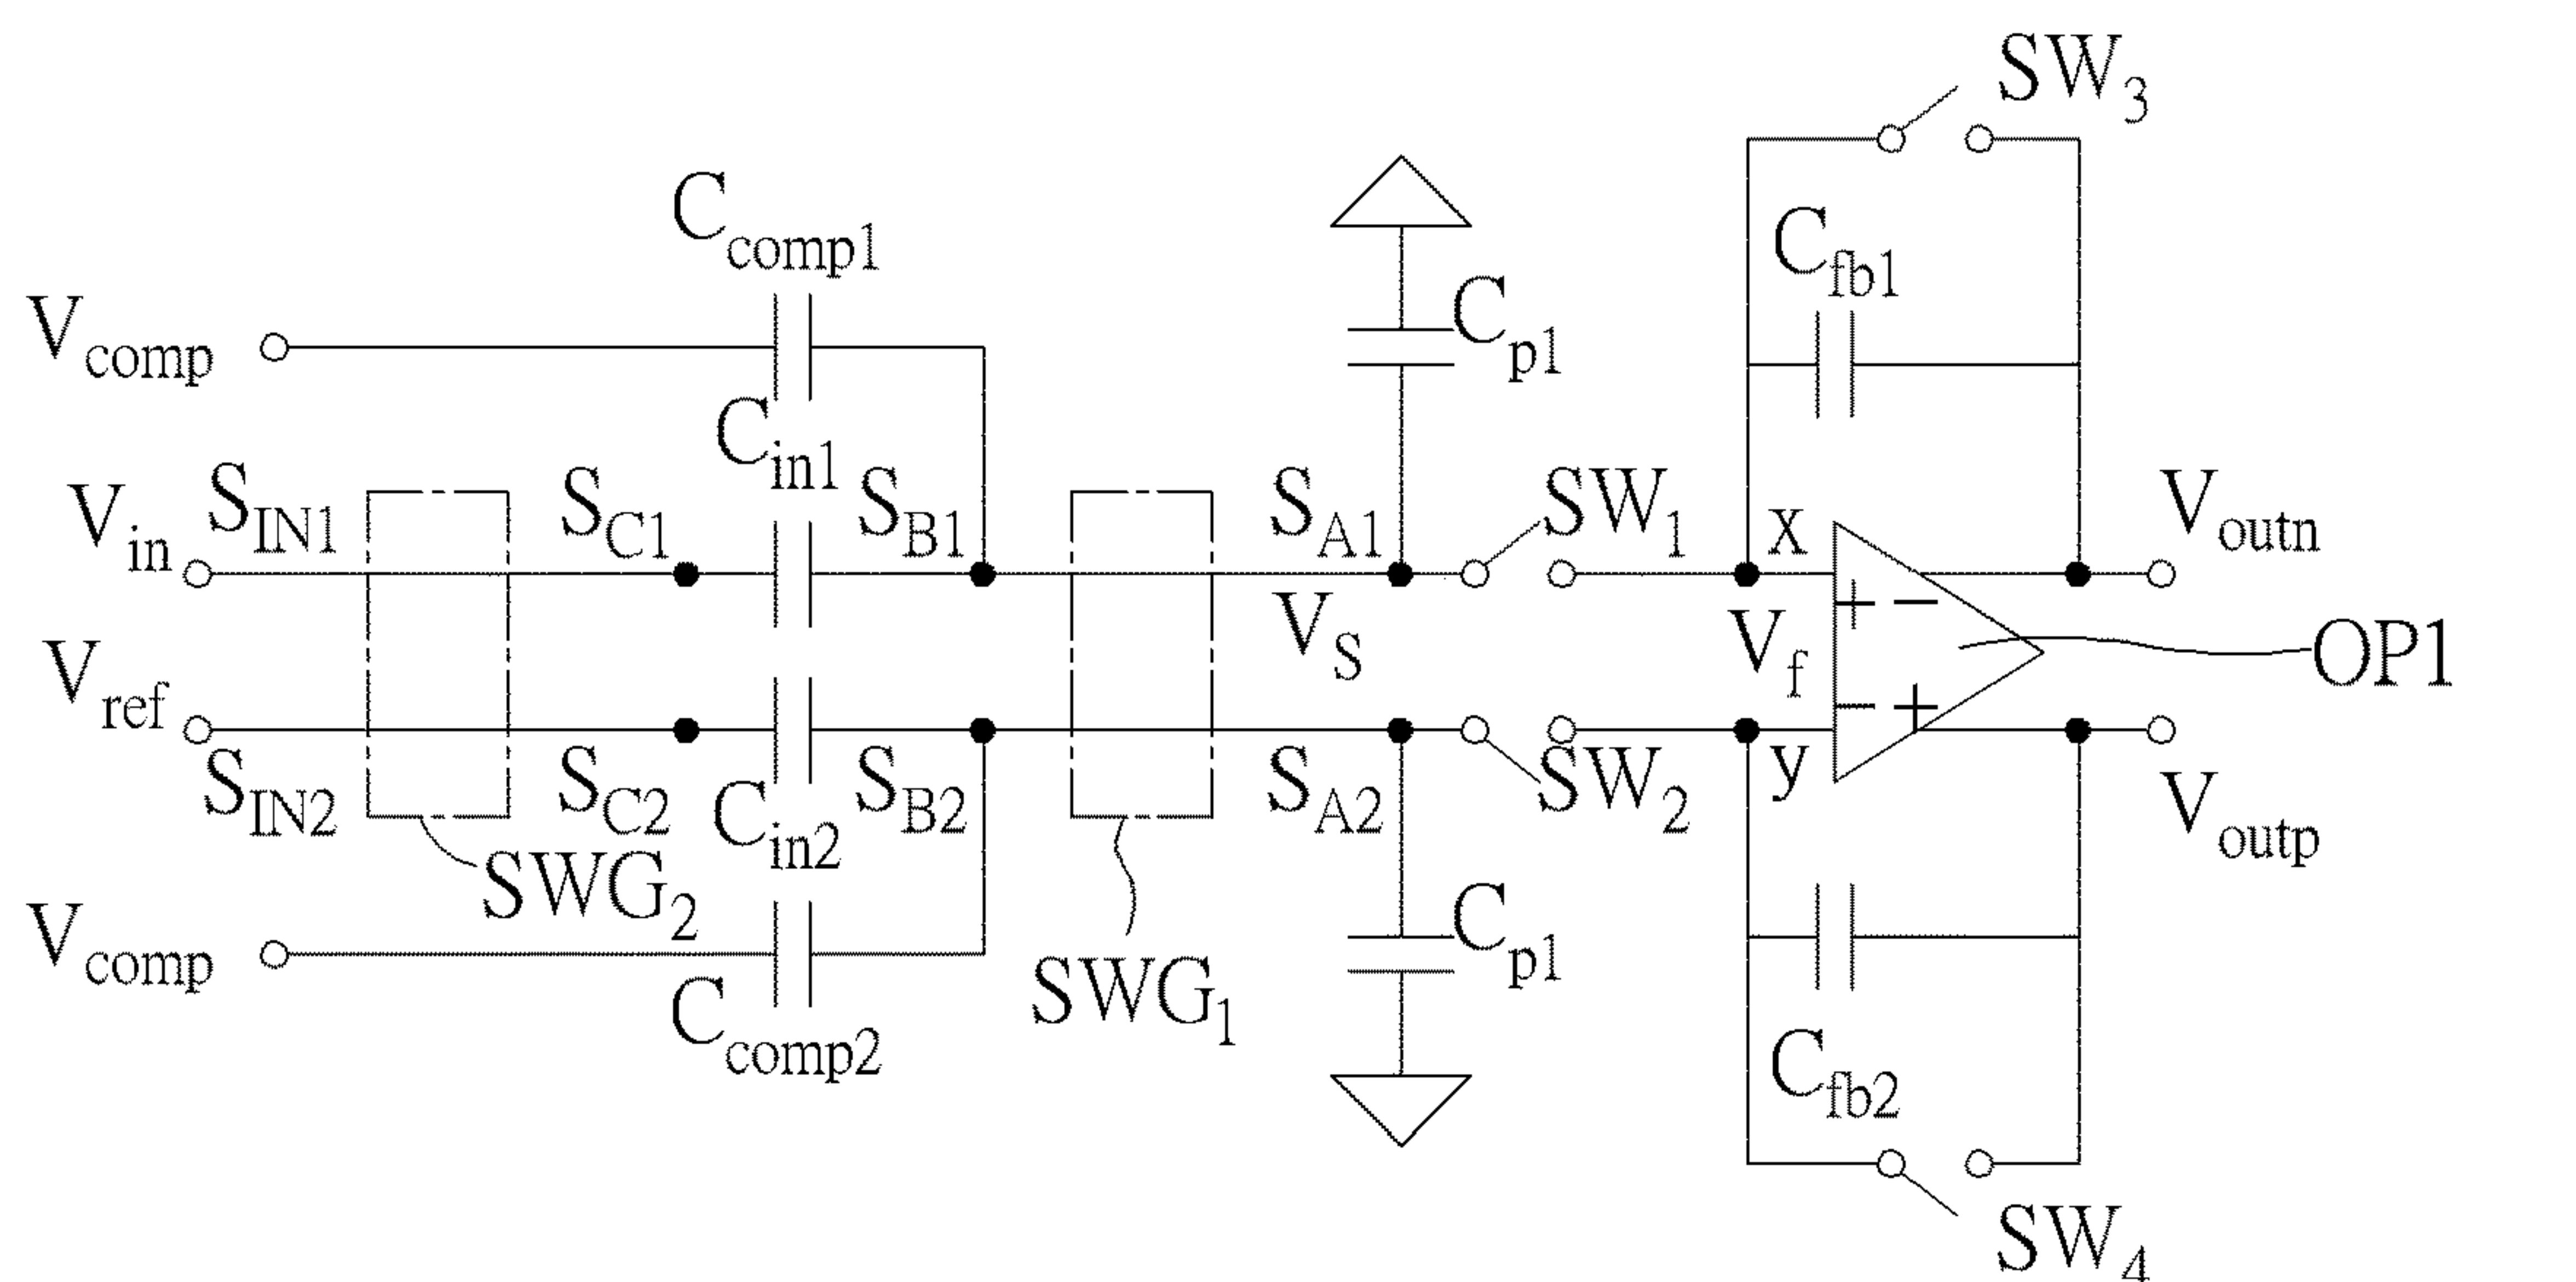 SW3
Ccomp1
Cfb1
Vcomp
Cp1
Cin1
Vin SIN1 SC1 SB1 SA1 SW1 x Voutn
Vref VS Vf OP1
SIN2 SC2 Cin2 SB2 SA2 SW2 y Voutp
SWG2
Vcomp
Cp1
SWG1
Ccomp2
Cfb2
SW4
+ −
− +